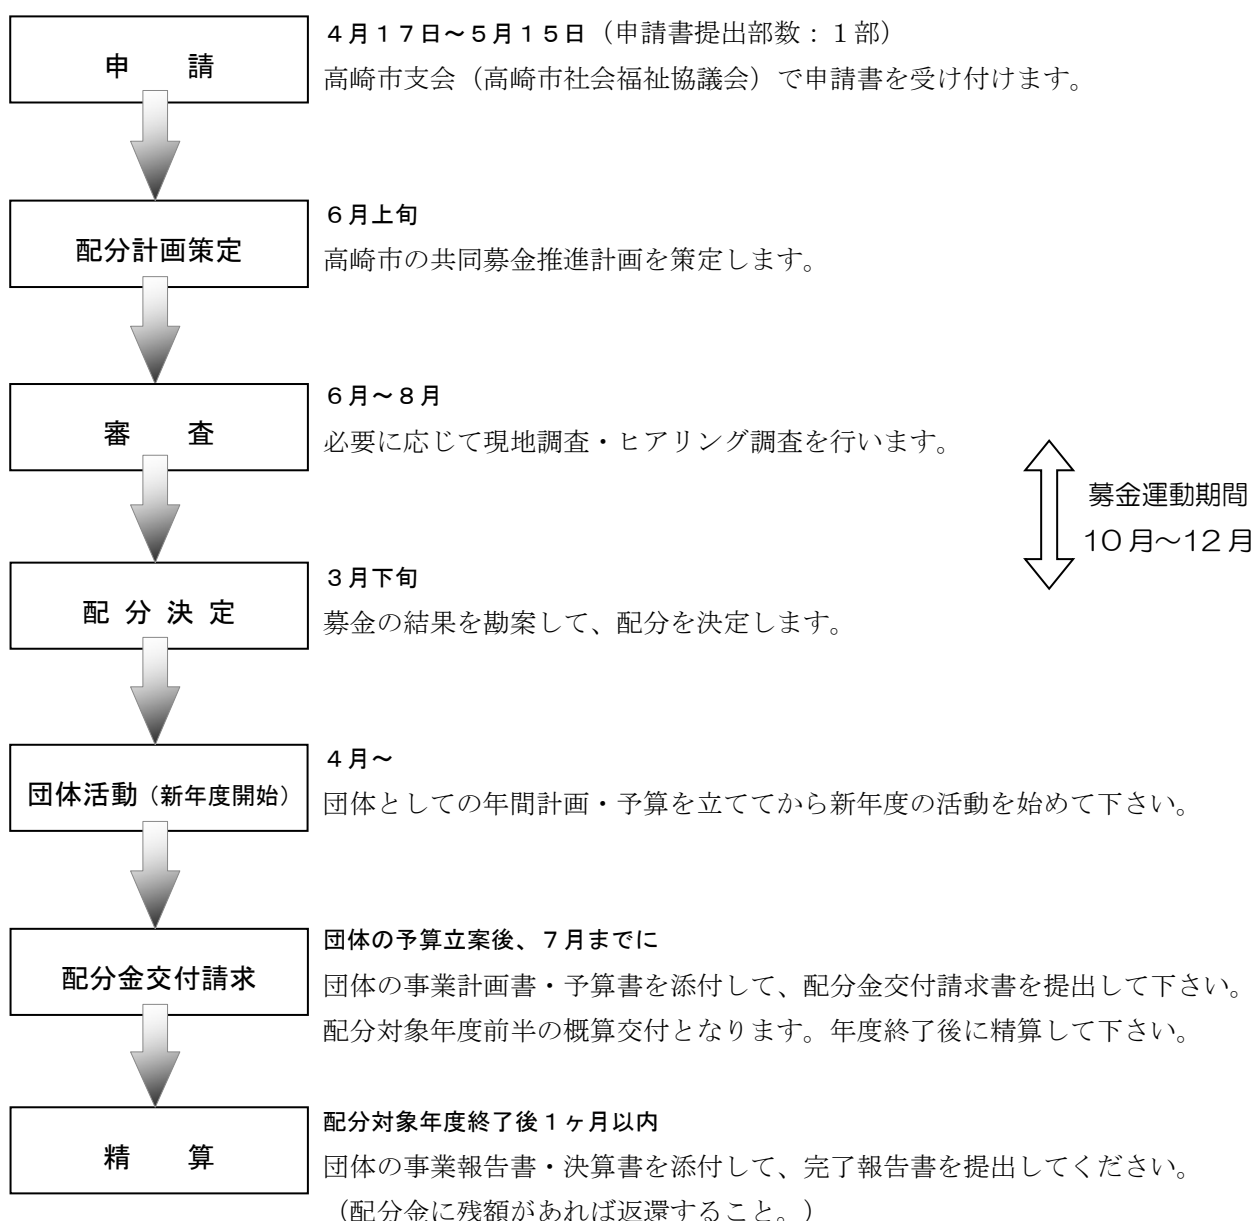 申　　請
４月１７日～５月１５日（申請書提出部数：１部）
高崎市支会（高崎市社会福祉協議会）で申請書を受け付けます。
配分計画策定
６月上旬
高崎市の共同募金推進計画を策定します。
審　　査
６月～８月
必要に応じて現地調査・ヒアリング調査を行います。
募金運動期間
10月～12月
配 分 決 定
３月下旬
募金の結果を勘案して、配分を決定します。
団体活動（新年度開始）
４月～
団体としての年間計画・予算を立ててから新年度の活動を始めて下さい。
配分金交付請求
団体の予算立案後、７月までに
団体の事業計画書・予算書を添付して、配分金交付請求書を提出して下さい。
配分対象年度前半の概算交付となります。年度終了後に精算して下さい。
精　　算
配分対象年度終了後１ヶ月以内
団体の事業報告書・決算書を添付して、完了報告書を提出してください。
（配分金に残額があれば返還すること。）